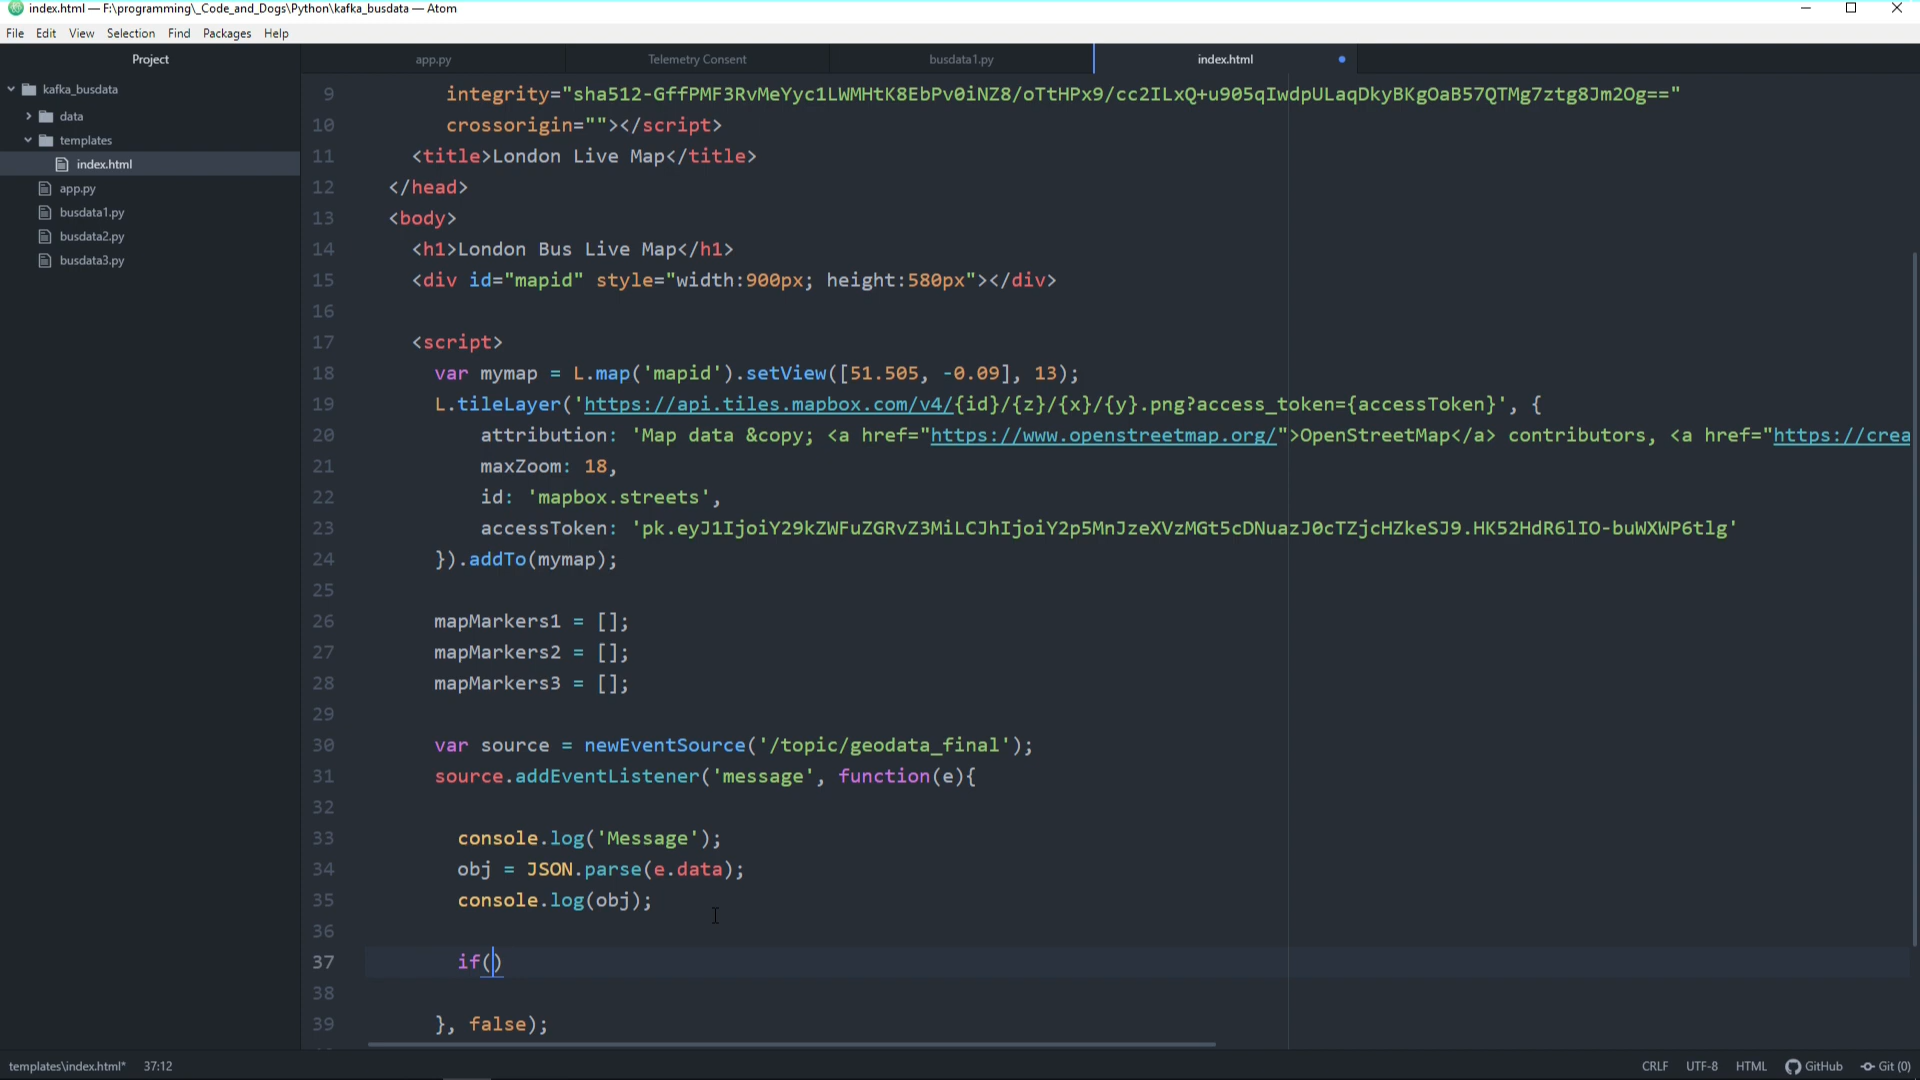 index.html — F:\programming\_Code_and_Dogs\Python\kafka_busdata — Atom
File Edit View Selection Find Packages Help
Project
app.py
Telemetry Consent
busdata1.py
index.html
kafka_busdata
data
templates
index.html
app.py
busdata1.py
busdata2.py
busdata3.py
9 integrity="sha512-GffPMF3RvMeYyc1LWMHtK8EbPv0iNZ8/oTtHPx9/cc2ILxQ+u905qIwdpULaqDkyBKgOaB57QTMg7ztg8Jm2Og=="
10 crossorigin=""></script>
11 <title>London Live Map</title>
12 </head>
13 <body>
14 <h1>London Bus Live Map</h1>
15 <div id="mapid" style="width:900px; height:580px"></div>
16
17 <script>
18 var mymap = L.map('mapid').setView([51.505, -0.09], 13);
19 L.tileLayer('https://api.tiles.mapbox.com/v4/{id}/{z}/{x}/{y}.png?access_token={accessToken}', {
20 attribution: 'Map data &copy; <a href="https://www.openstreetmap.org/">OpenStreetMap</a> contributors, <a href="https://crea
21 maxZoom: 18,
22 id: 'mapbox.streets',
23 accessToken: 'pk.eyJ1IjoiY29kZWFuZGRvZ3MiLCJhIjoiY2p5MnJzeXVzMGt5cDNuazJ0cTZjcHZkeSJ9.HK52HdR6lIO-buWXWP6tlg'
24 }).addTo(mymap);
25
26 mapMarkers1 = [];
27 mapMarkers2 = [];
28 mapMarkers3 = [];
29
30 var source = newEventSource('/topic/geodata_final');
31 source.addEventListener('message', function(e){
32
33 console.log('Message');
34 obj = JSON.parse(e.data);
35 console.log(obj);
36
37 if()
38
39 }, false);
templates\index.html* 37:12
CRLF UTF-8 HTML GitHub Git (0)